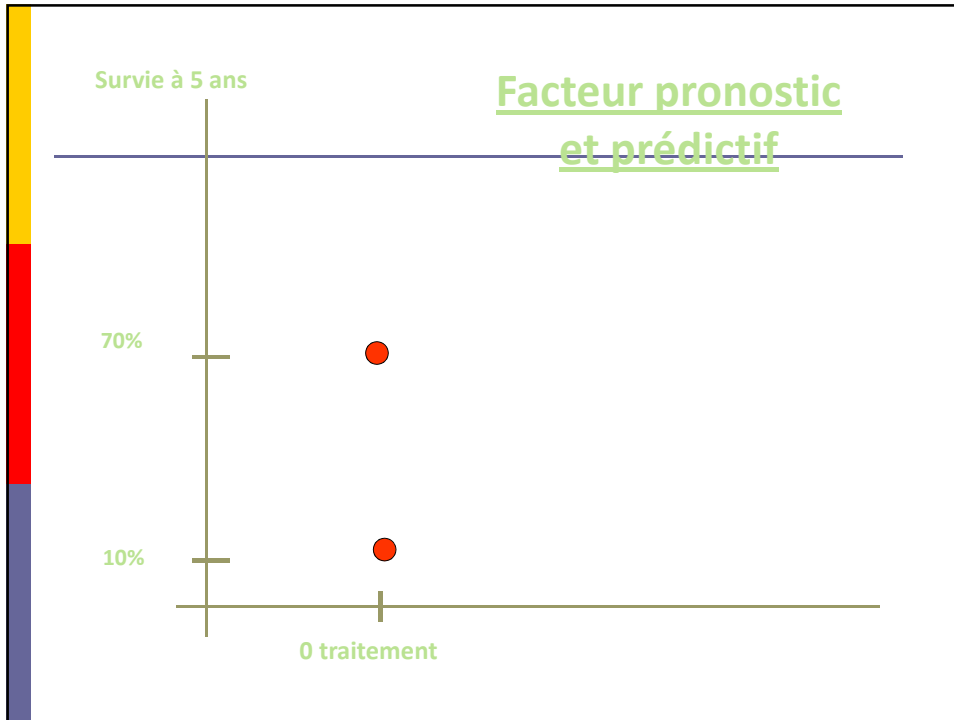 Survie à 5 ans
Facteur pronostic
et prédictif
70%
10%
0 traitement